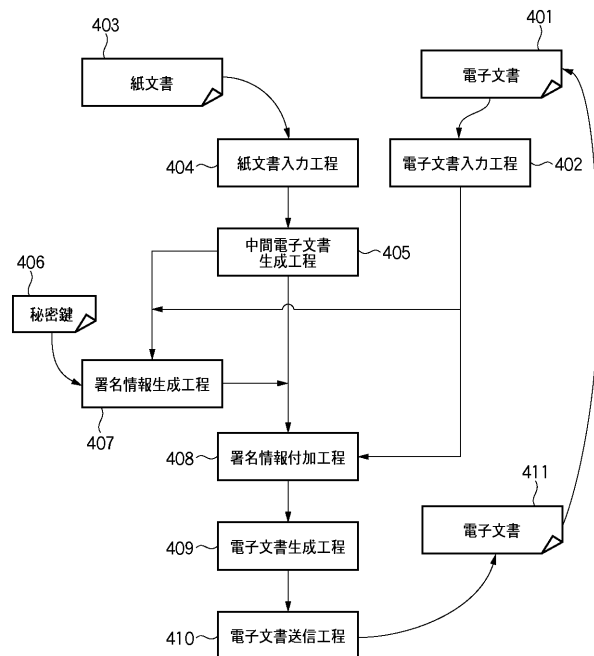 403
401
紙文書
電子文書
404
紙文書入力工程
電子文書入力工程
402
中間電子文書
生成工程
405
406
秘密鍵
署名情報生成工程
407
408
署名情報付加工程
411
電子文書
409
電子文書生成工程
410
電子文書送信工程